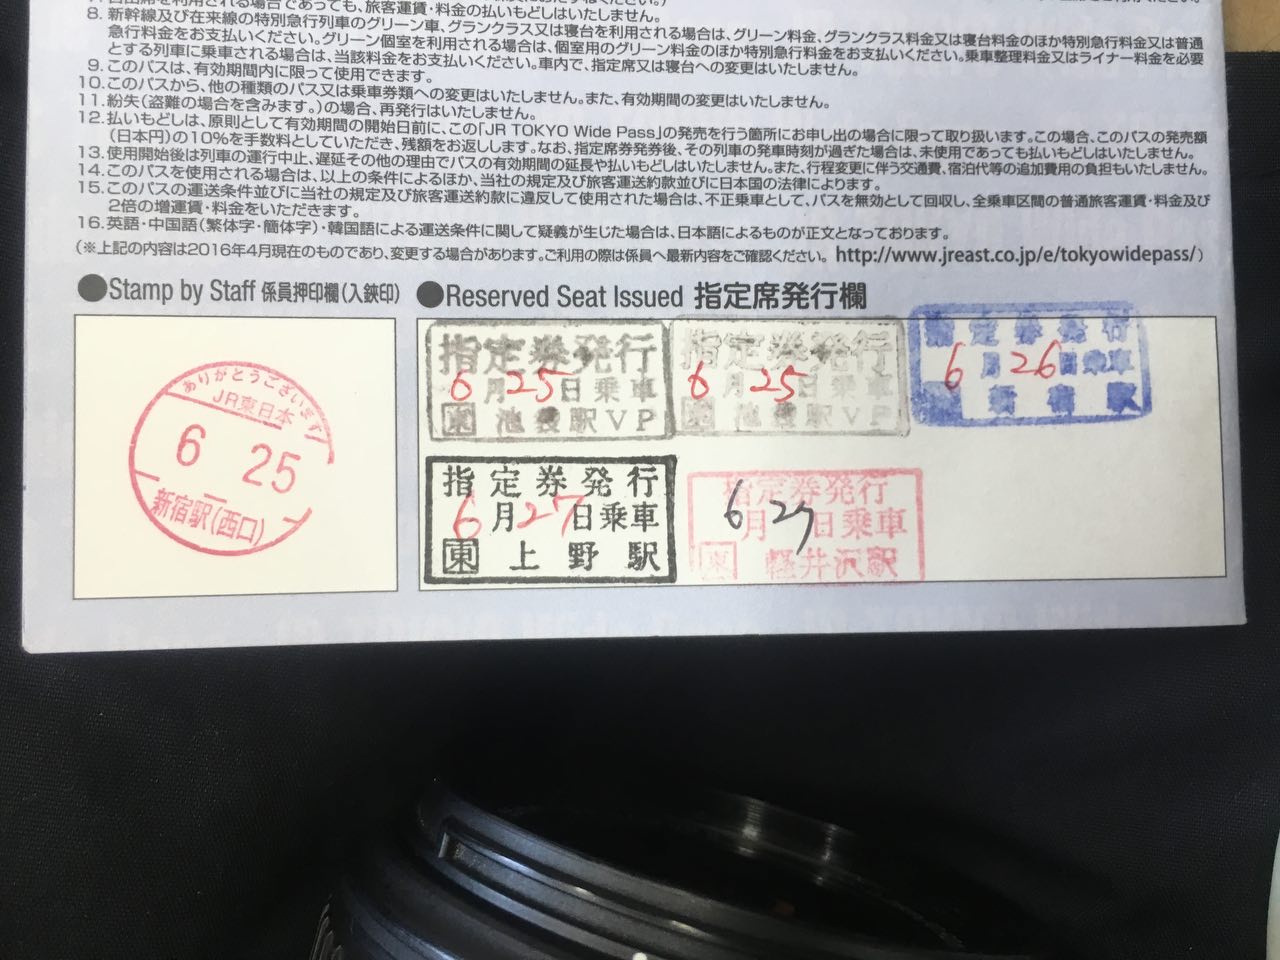 7. 自由席を利用される場合であっても、旅客運賃・料金の払いもどしはいたしません。
8. 新幹線及び在来線の特別急行列車のグリーン車、グランクラス又は寝台を利用される場合は、グリーン料金、グランクラス料金又は寝台料金のほか特別急行料金又は普通
急行料金をお支払いください。グリーン個室を利用される場合は、個室用のグリーン料金のほか特別急行料金をお支払いください。乗車整理料金又はライナー料金を必要
とする列車に乗車される場合は、当該料金をお支払いください。車内で、指定席又は寝台への変更はいたしません。
9. このパスは、有効期間内に限って使用できます。
10. このパスから、他の種類のパス又は乗車券類への変更はいたしません。また、有効期間の変更はいたしません。
11. 紛失(盗難の場合を含みます。)の場合、再発行はいたしません。
12. 払いもどしは、原則として有効期間の開始日前に、この「JR TOKYO Wide Pass」の発売を行う箇所にお申し出の場合に限って取り扱います。この場合、このパスの発売額
(日本円)の10%を手数料としていただき、残額をお返しします。なお、指定席券発券後、その列車の発車時刻が過ぎた場合は、未使用であっても払いもどしはいたしません。
13. 使用開始後は列車の運行中止、遅延その他の理由でパスの有効期間の延長や払いもどしはいたしません。また、行程変更に伴う交通費、宿泊代等の追加費用の負担もいたしません。
14. このパスを使用される場合は、以上の条件によるほか、当社の規定及び旅客運送約款並びに日本国の法律によります。
15. このパスの運送条件並びに当社の規定及び旅客運送約款に違反して使用された場合は、不正乗車として、パスを無効として回収し、全乗車区間の普通旅客運賃・料金及び
2倍の増運賃・料金をいただきます。
16. 英語・中国語(繁体字・簡体字)・韓国語による運送条件に関して疑義が生じた場合は、日本語によるものが正文となっております。
(※上記の内容は2016年4月現在のものであり、変更する場合があります。ご利用の際は係員へ最新内容をご確認ください。 http://www.jreast.co.jp/e/tokyowidepass/)
●Stamp by Staff 係員押印欄(入鋏印)
ありがとうございます
JR東日本
6 25
新宿駅(西口)
●Reserved Seat Issued 指定席発行欄
指定券発行
6月25日乗車
東 池袋駅VP
指定券発行
6月25日乗車
東 池袋駅VP
指定券発行
6月26日乗車
新宿駅
指定券発行
6月27日乗車
東 上野駅
指定券発行
6月27日乗車
東 軽井沢駅